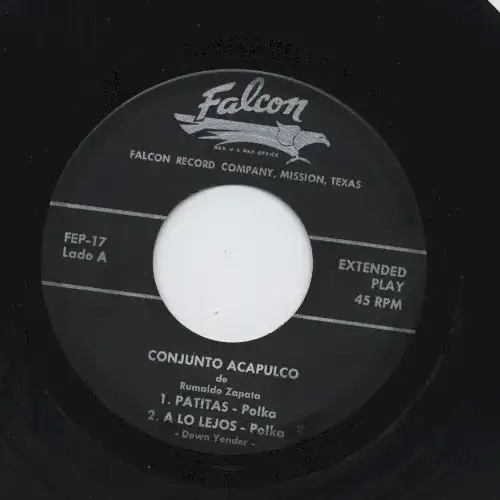 Falcon
REG. U.S. PAT. OFFICE
FALCON RECORD COMPANY, MISSION, TEXAS
FEP-17
Lado A
EXTENDED
PLAY
45 RPM
CONJUNTO ACAPULCO
de
Rumaldo Zapata
1. PATITAS - Polka
2. A LO LEJOS - Polka
- Down Yonder -